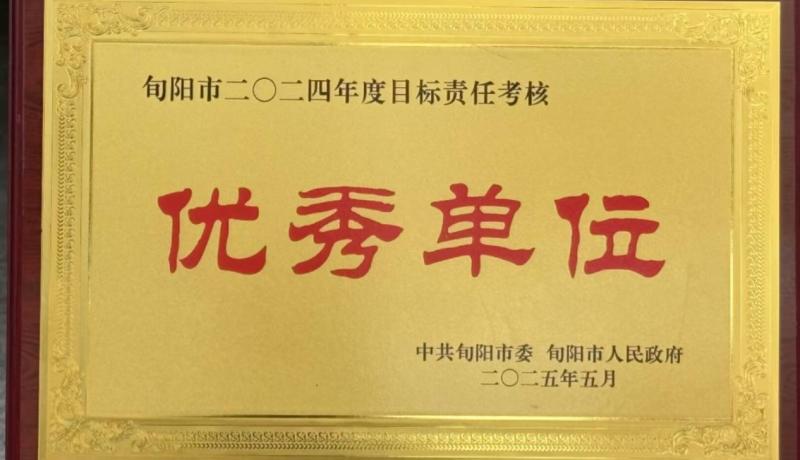 旬阳市二〇二四年度目标责任考核
优秀单位
中共旬阳市委 旬阳市人民政府
二〇二五年五月